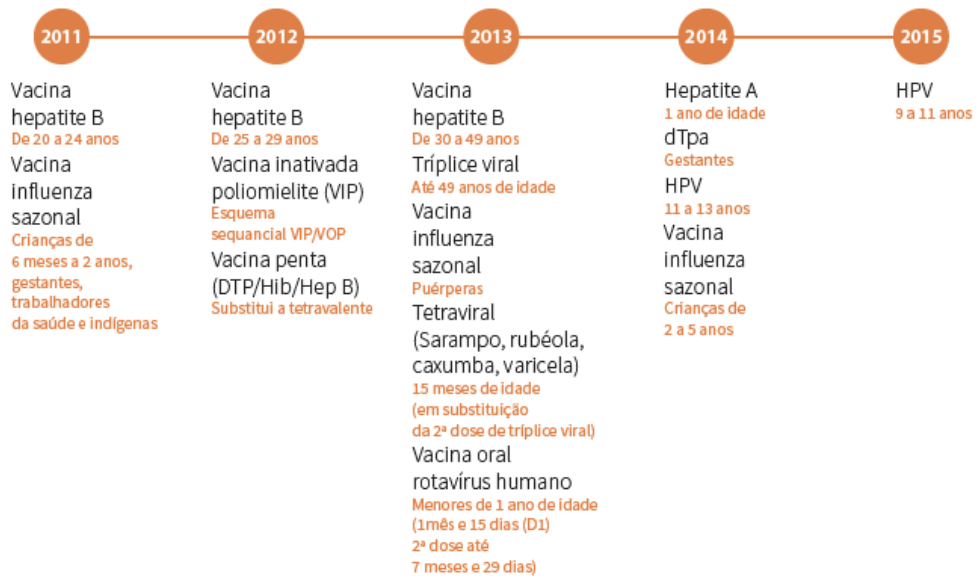 2011
Vacina
hepatite B
De 20 a 24 anos
Vacina
influenza
sazonal
Crianças de
6 meses a 2 anos,
gestantes,
trabalhadores
da saúde e indígenas
2012
Vacina
hepatite B
De 25 a 29 anos
Vacina inativada
poliomielite (VIP)
Esquema
sequancial VIP/VOP
Vacina penta
(DTP/Hib/Hep B)
Substitui a tetravalente
2013
Vacina
hepatite B
De 30 a 49 anos
Tríplice viral
Até 49 anos de idade
Vacina
influenza
sazonal
Puérperas
Tetraviral
(Sarampo, rubéola,
caxumba, varicela)
15 meses de idade
(em substituição
da 2ª dose de tríplice viral)
Vacina oral
rotavírus humano
Menores de 1 ano de idade
(1mês e 15 dias (D1)
2ª dose até
7 meses e 29 dias)
2014
Hepatite A
1 ano de idade
dTpa
Gestantes
HPV
11 a 13 anos
Vacina
influenza
sazonal
Crianças de
2 a 5 anos
2015
HPV
9 a 11 anos